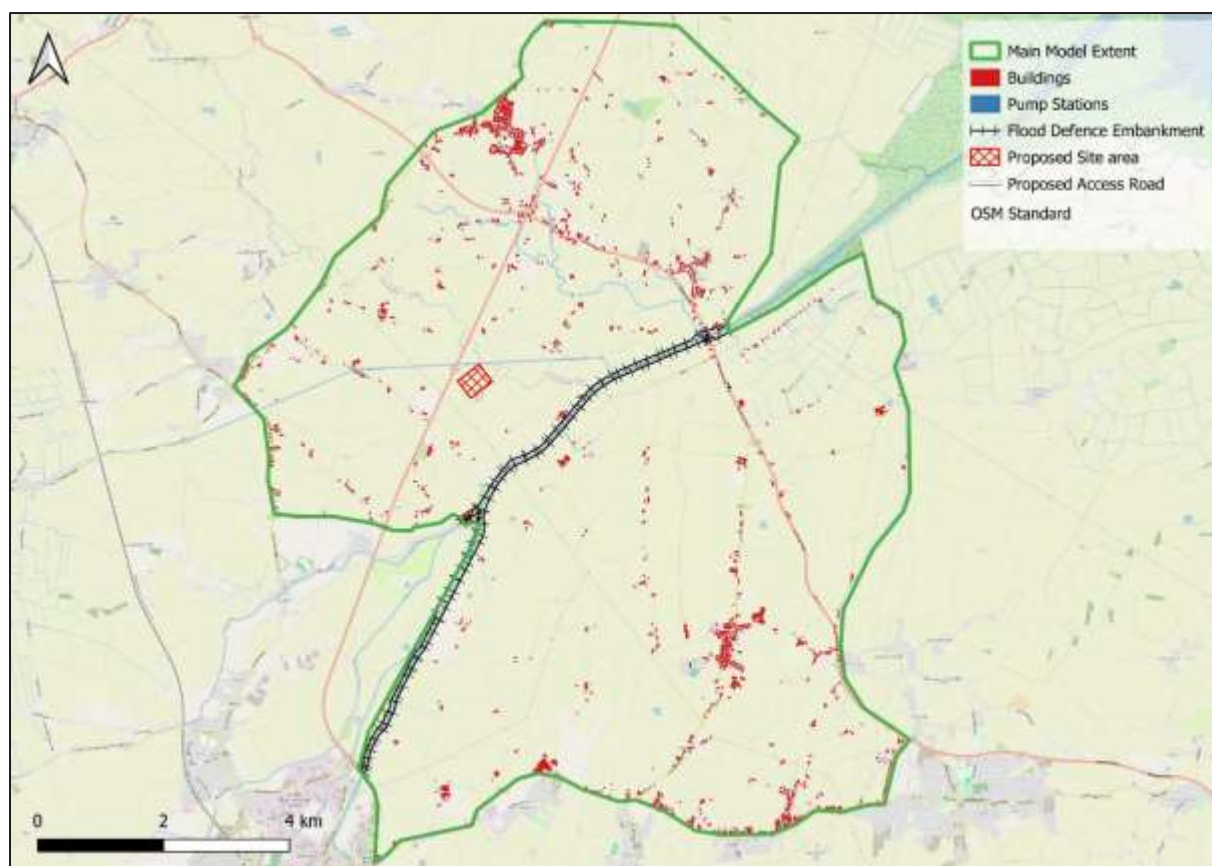 Main Model Extent
Buildings
Pump Stations
Flood Defence Embankment
Proposed Site area
Proposed Access Road
OSM Standard
0 2 4 km